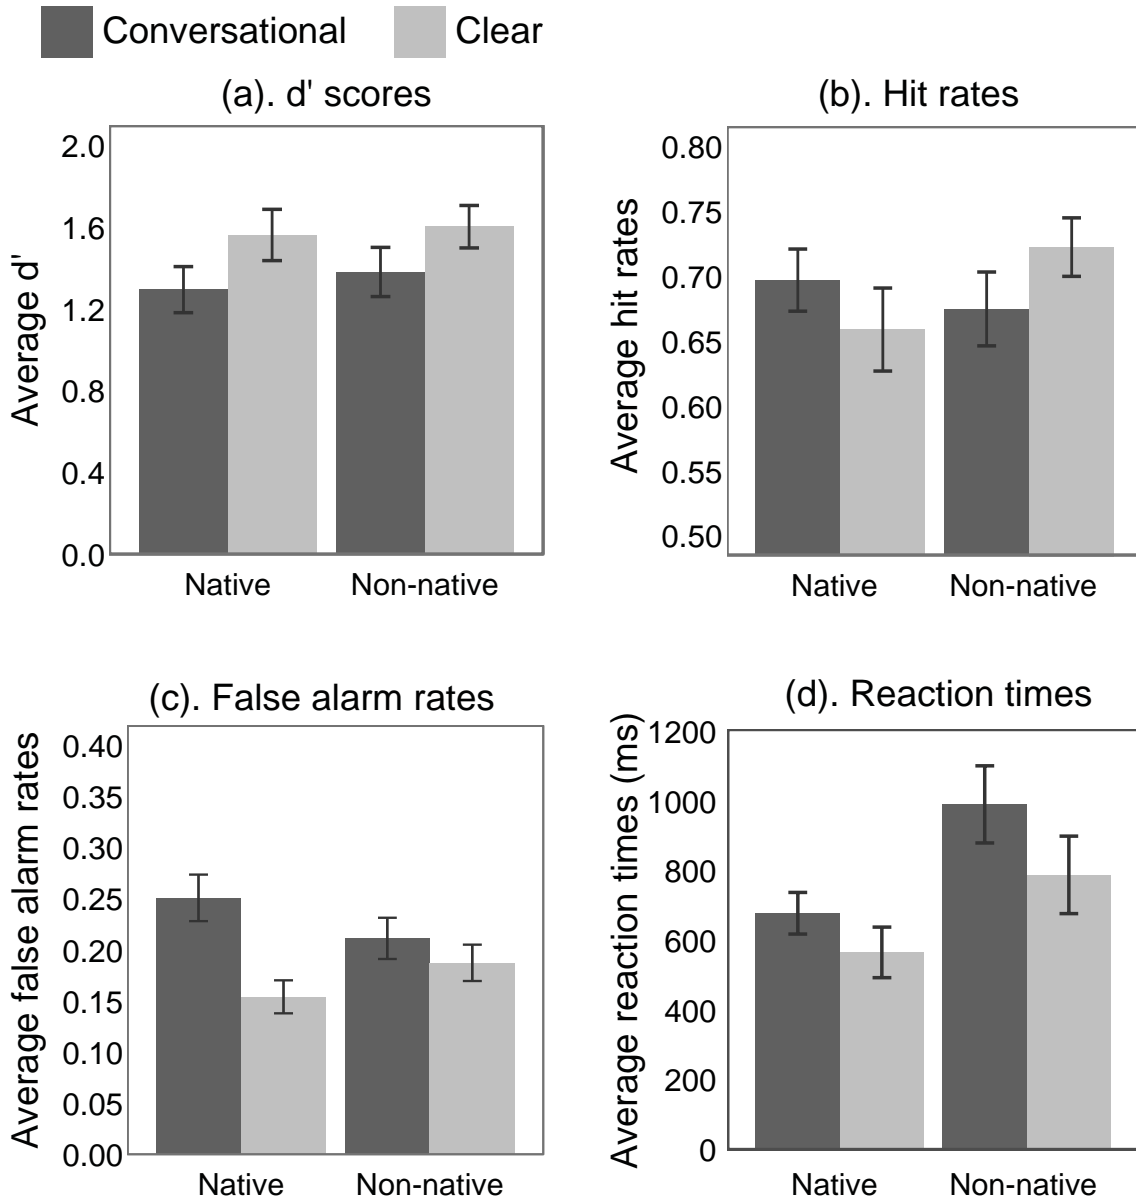 Conversational Clear
(a). d' scores
Average d'
2.0
1.6
1.2
0.8
0.4
0.0
Native Non-native
(b). Hit rates
Average hit rates
0.80
0.75
0.70
0.65
0.60
0.55
0.50
Native Non-native
(c). False alarm rates
Average false alarm rates
0.40
0.35
0.30
0.25
0.20
0.15
0.10
0.05
0.00
Native Non-native
(d). Reaction times
Average reaction times (ms)
1200
1000
800
600
400
200
0
Native Non-native